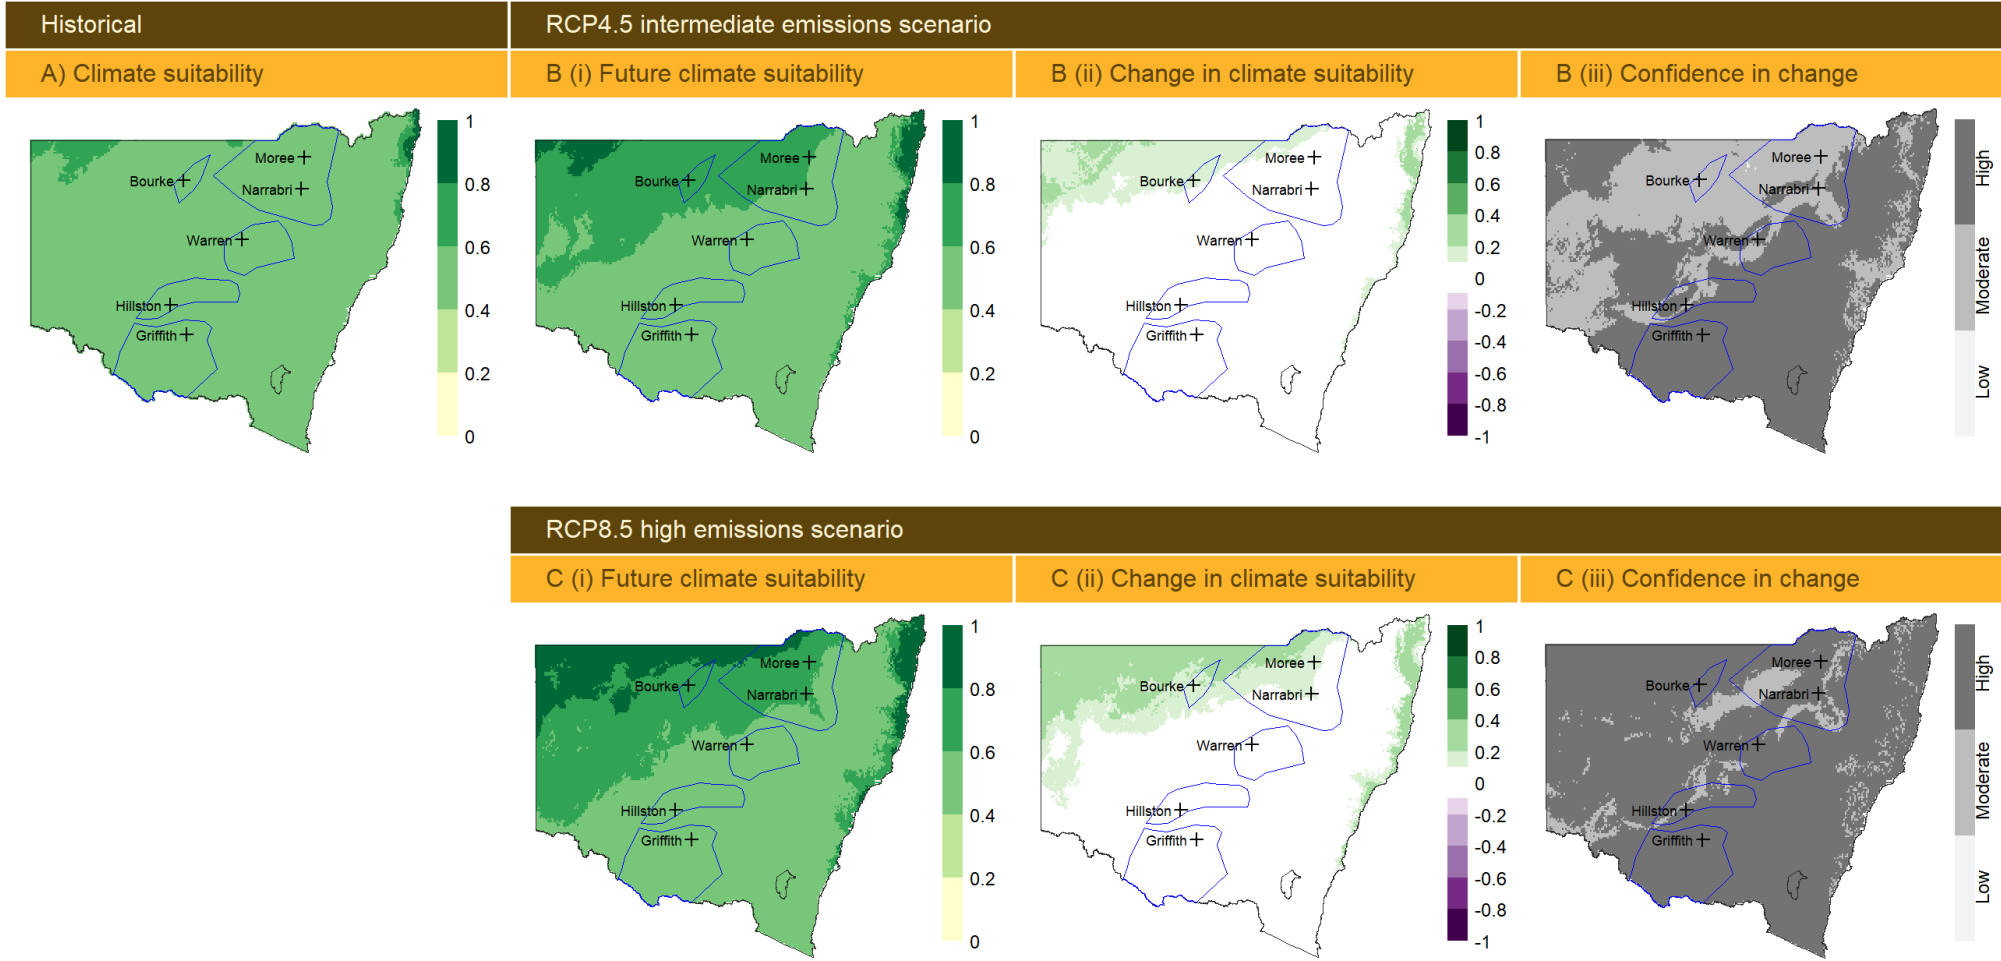 Historical
RCP4.5 intermediate emissions scenario
A) Climate suitability
B (i) Future climate suitability
B (ii) Change in climate suitability
B (iii) Confidence in change
1
0.8
0.6
0.4
0.2
0
Moree
Bourke
Narrabri
Warren
Hillston
Griffith
1
0.8
0.6
0.4
0.2
0
Moree
Bourke
Narrabri
Warren
Hillston
Griffith
1
0.8
0.6
0.4
0.2
0
-0.2
-0.4
-0.6
-0.8
-1
Moree
Bourke
Narrabri
Warren
Hillston
Griffith
High
Moderate
Low
Moree
Bourke
Narrabri
Warren
Hillston
Griffith
RCP8.5 high emissions scenario
C (i) Future climate suitability
C (ii) Change in climate suitability
C (iii) Confidence in change
1
0.8
0.6
0.4
0.2
0
Moree
Bourke
Narrabri
Warren
Hillston
Griffith
1
0.8
0.6
0.4
0.2
0
-0.2
-0.4
-0.6
-0.8
-1
Moree
Bourke
Narrabri
Warren
Hillston
Griffith
High
Moderate
Low
Moree
Bourke
Narrabri
Warren
Hillston
Griffith